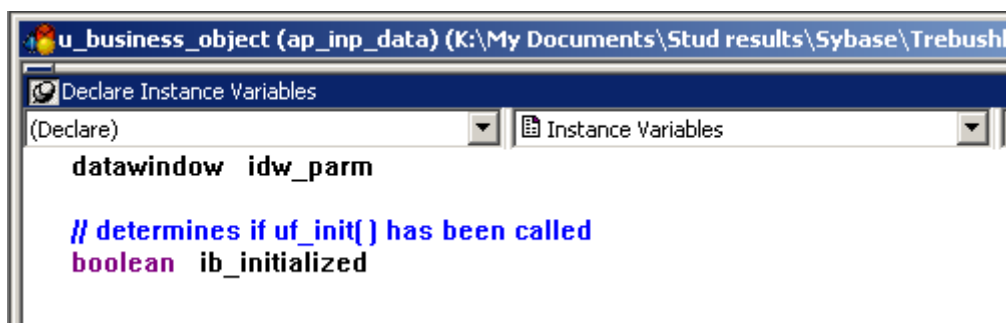 u_business_object (ap_inp_data) (K:\My Documents\Stud results\Sybase\Trebushl
Declare Instance Variables
(Declare) Instance Variables
datawindow idw_parm
// determines if uf_init( ) has been called
boolean ib_initialized